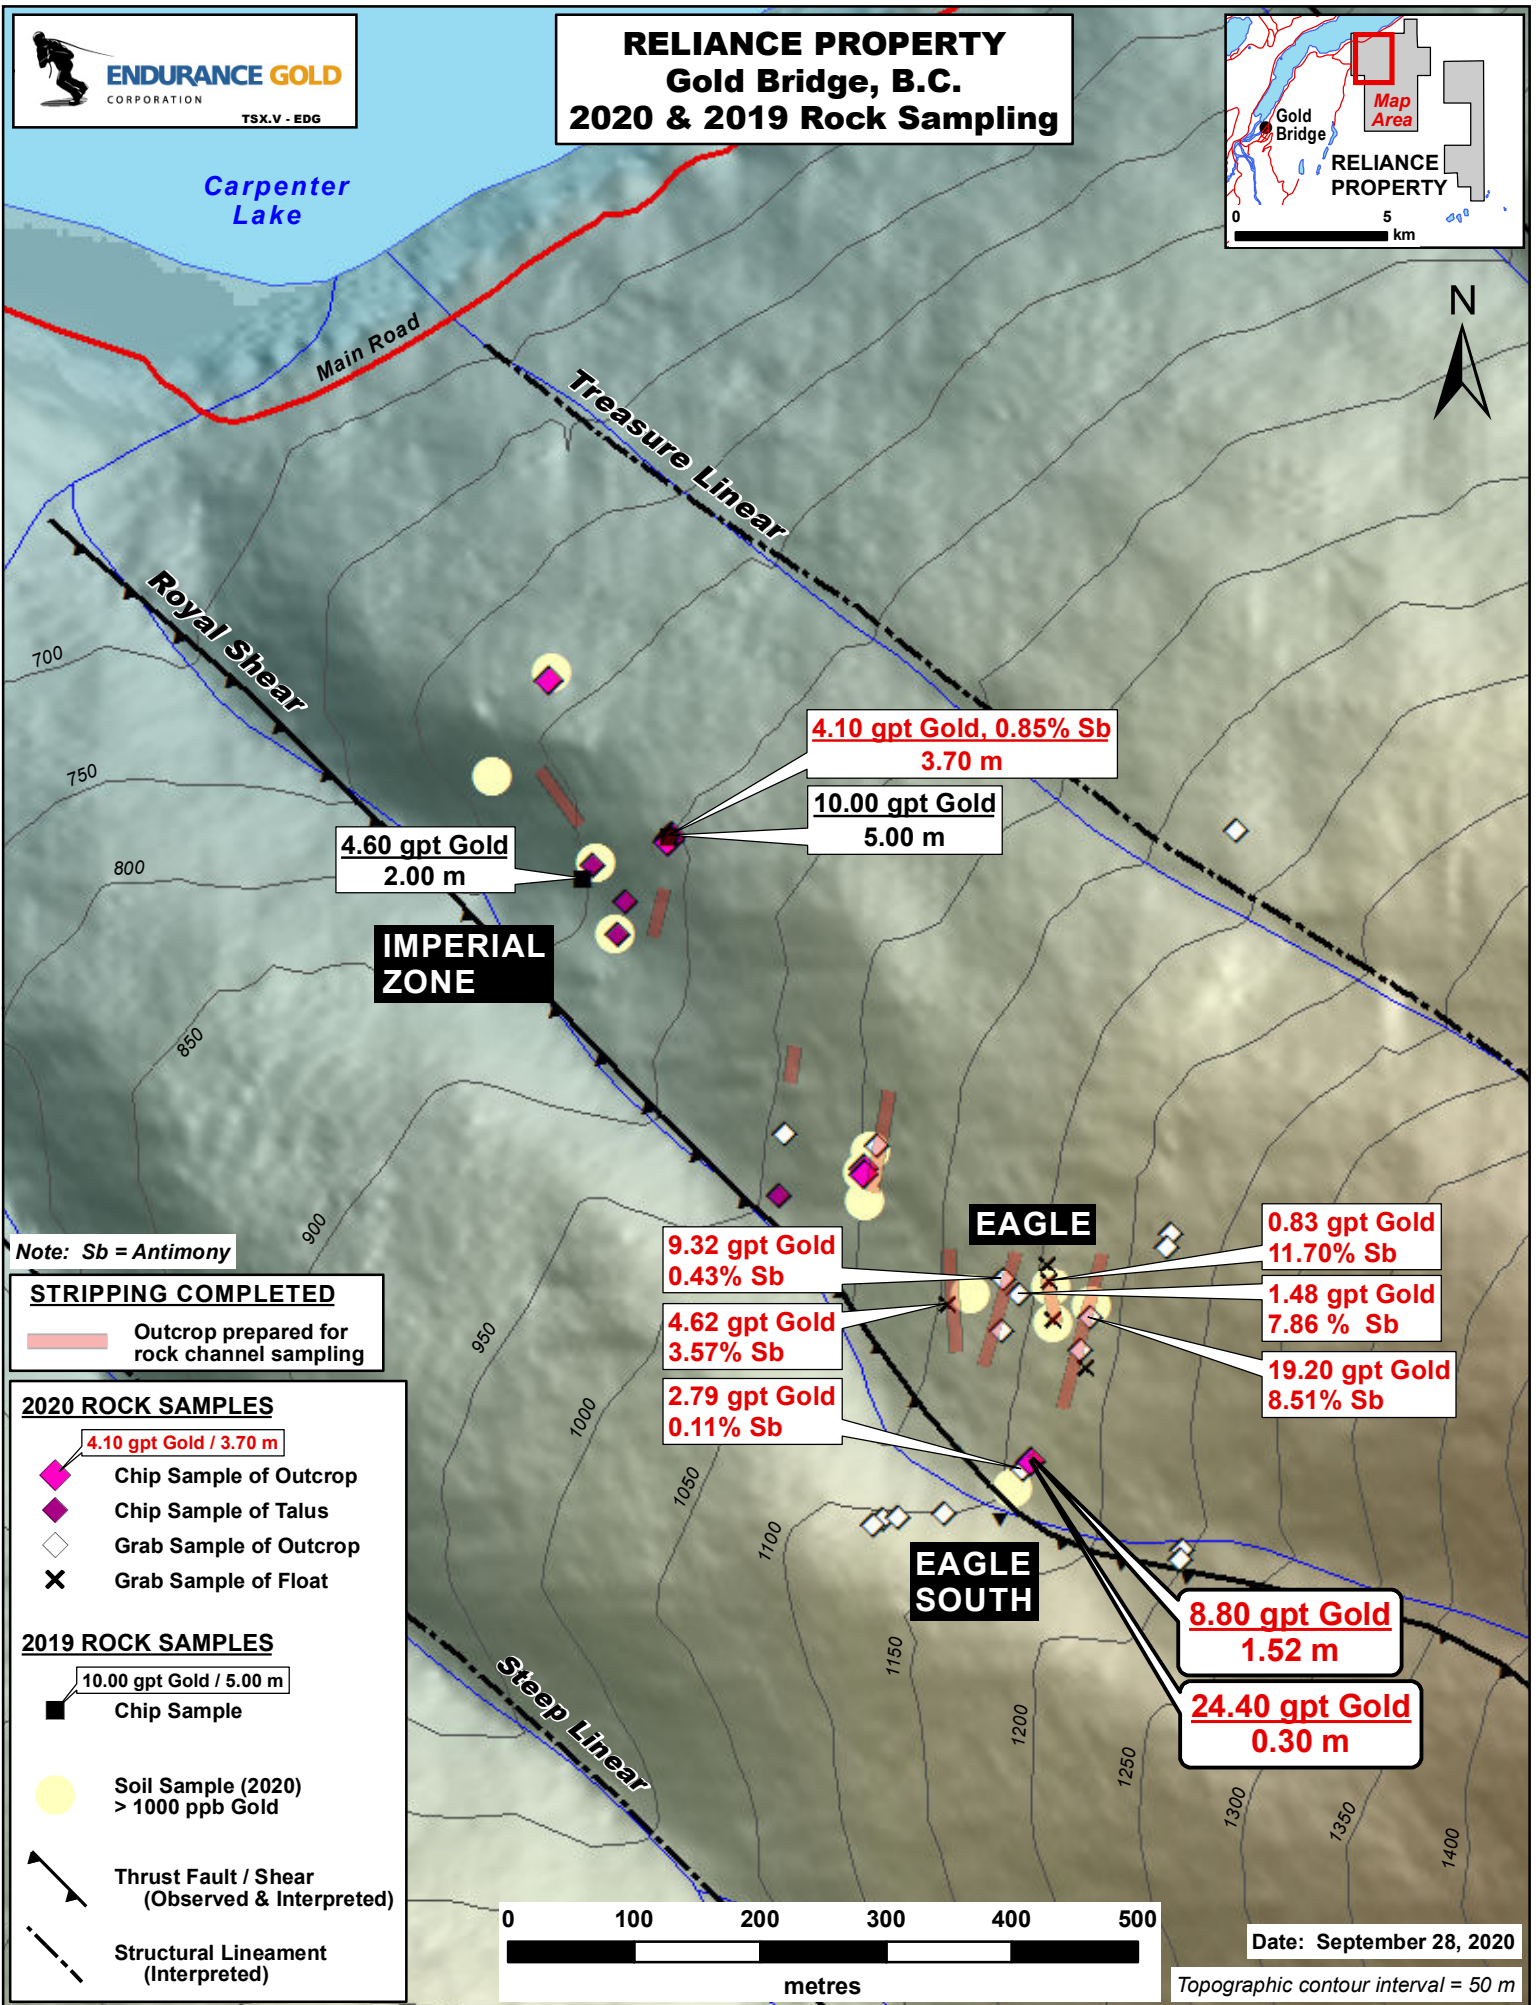 ENDURANCE GOLD
CORPORATION
TSX.V - EDG
RELIANCE PROPERTY
Gold Bridge, B.C.
2020 & 2019 Rock Sampling
Map
Area
Gold
Bridge
RELIANCE
PROPERTY
0 5
km
Carpenter
Lake
N
Main Road
Treasure Linear
Royal Shear
700
750
800
850
900
950
1000
1050
1100
1150
1200
1250
1300
1350
1400
4.10 gpt Gold, 0.85% Sb
3.70 m
10.00 gpt Gold
5.00 m
4.60 gpt Gold
2.00 m
IMPERIAL
ZONE
EAGLE
9.32 gpt Gold
0.43% Sb
4.62 gpt Gold
3.57% Sb
2.79 gpt Gold
0.11% Sb
0.83 gpt Gold
11.70% Sb
1.48 gpt Gold
7.86 % Sb
19.20 gpt Gold
8.51% Sb
EAGLE
SOUTH
8.80 gpt Gold
1.52 m
24.40 gpt Gold
0.30 m
Steep Linear
Note: Sb = Antimony
STRIPPING COMPLETED
Outcrop prepared for
rock channel sampling
2020 ROCK SAMPLES
4.10 gpt Gold / 3.70 m
Chip Sample of Outcrop
Chip Sample of Talus
Grab Sample of Outcrop
Grab Sample of Float
2019 ROCK SAMPLES
10.00 gpt Gold / 5.00 m
Chip Sample
Soil Sample (2020)
> 1000 ppb Gold
Thrust Fault / Shear
(Observed & Interpreted)
Structural Lineament
(Interpreted)
0 100 200 300 400 500
metres
Date: September 28, 2020
Topographic contour interval = 50 m